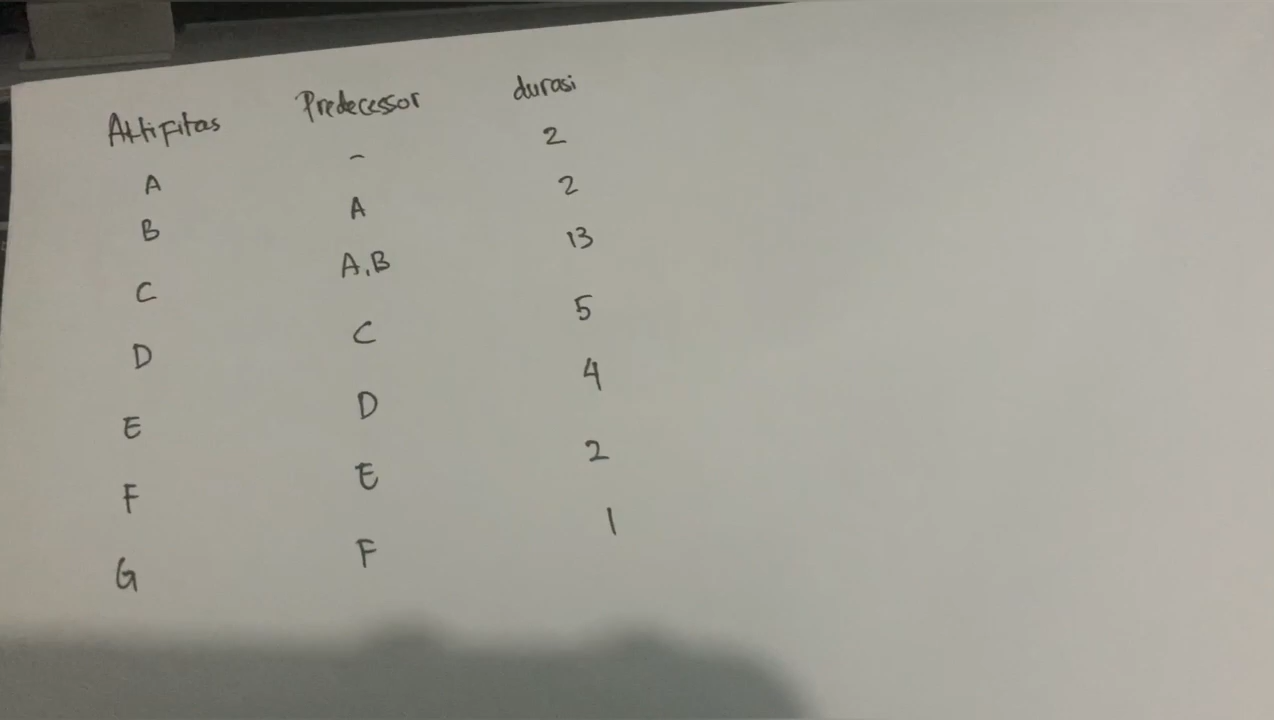 Aktifitas Predecessor durasi
A - 2
B A 2
C A,B 13
D C 5
E D 4
F E 2
G F 1